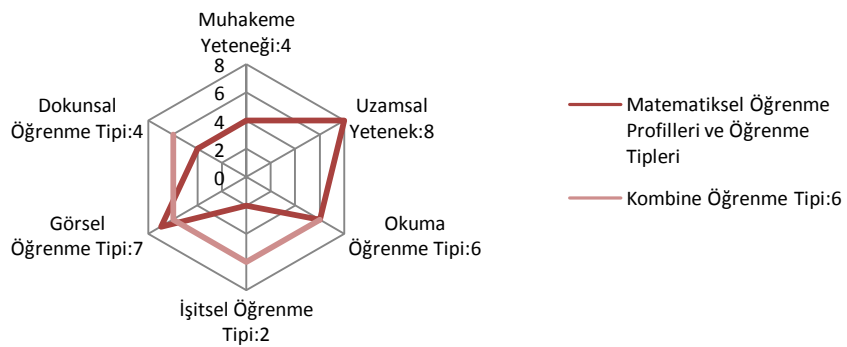 Muhakeme
Yeteneği:4
Uzamsal
Yetenek:8
Okuma
Öğrenme Tipi:6
İşitsel Öğrenme
Tipi:2
Görsel
Öğrenme Tipi:7
Dokunsal
Öğrenme Tipi:4
8
6
4
2
0
Matematiksel Öğrenme
Profilleri ve Öğrenme
Tipleri
Kombine Öğrenme Tipi:6